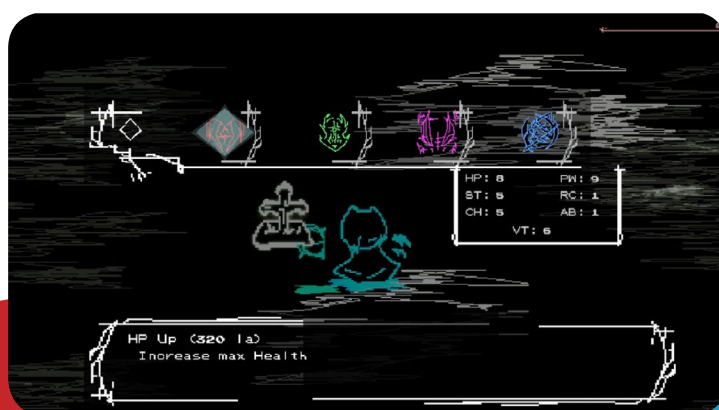 HP: 8 PW: 9
ST: 5 RC: 1
CH: 5 AB: 1
VT: 6
HP Up (320 la)
Increase max Health